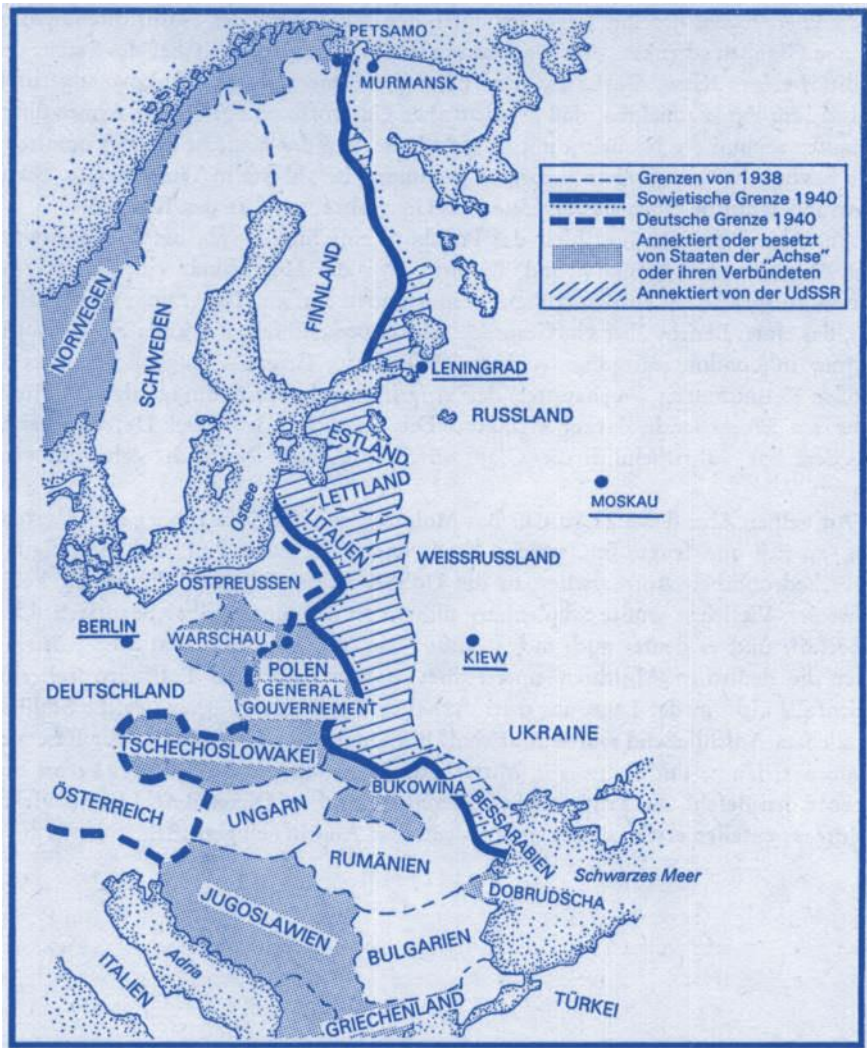 PETSAMO
MURMANSK
Grenzen von 1938
Sowjetische Grenze 1940
Deutsche Grenze 1940
Annektiert oder besetzt
von Staaten der „Achse"
oder ihren Verbündeten
Annektiert von der UdSSR
NORWEGEN
SCHWEDEN
FINNLAND
LENINGRAD
RUSSLAND
ESTLAND
LETTLAND
Ostsee
LITAUEN
MOSKAU
WEISSRUSSLAND
OSTPREUSSEN
BERLIN
WARSCHAU
KIEW
POLEN
GENERAL
GOUVERNEMENT
DEUTSCHLAND
UKRAINE
TSCHECHOSLOWAKEI
BUKOWINA
BESSARABIEN
ÖSTERREICH
UNGARN
RUMÄNIEN
Schwarzes Meer
DOBRUDSCHA
JUGOSLAWIEN
BULGARIEN
Adria
ITALIEN
GRIECHENLAND
TÜRKEI